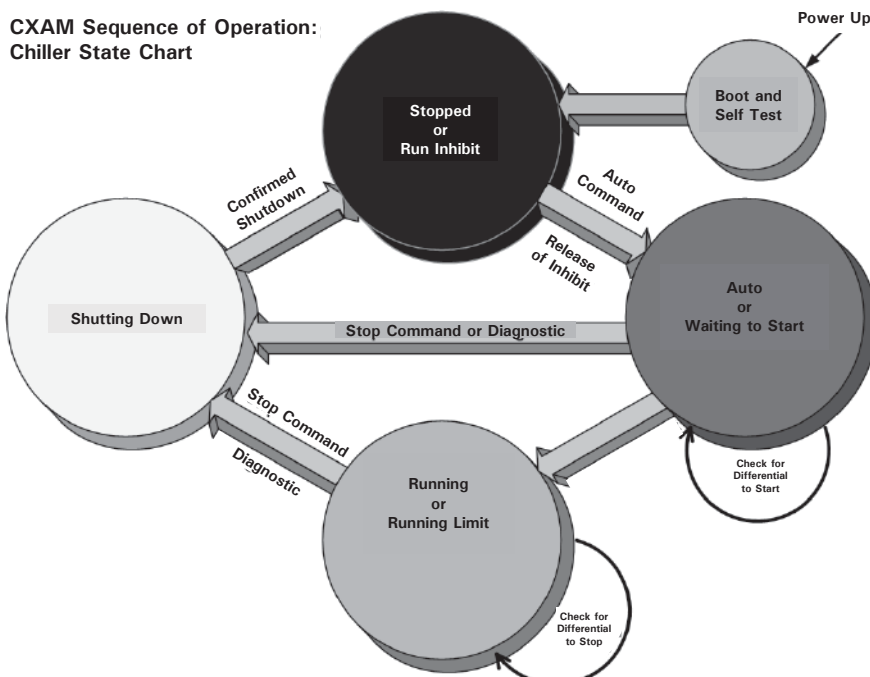 CXAM Sequence of Operation:
Chiller State Chart
Power Up
Stopped
or
Run Inhibit
Boot and
Self Test
Confirmed
Shutdown
Auto
Command
Release
of Inhibit
Shutting Down
Auto
or
Waiting to Start
Stop Command or Diagnostic
Stop Command
Diagnostic
Running
or
Running Limit
Check for
Differential
to Start
Check for
Differential
to Stop